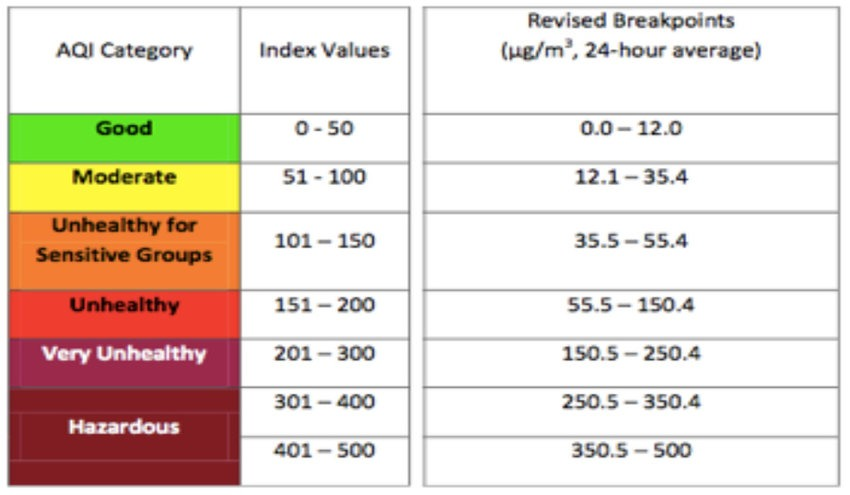 AQI Category Index Values Revised Breakpoints
(µg/m³, 24-hour average)
Good 0 - 50 0.0 – 12.0
Moderate 51 - 100 12.1 – 35.4
Unhealthy for
Sensitive Groups 101 – 150 35.5 – 55.4
Unhealthy 151 – 200 55.5 – 150.4
Very Unhealthy 201 – 300 150.5 – 250.4
Hazardous 301 – 400 250.5 – 350.4
401 – 500 350.5 – 500